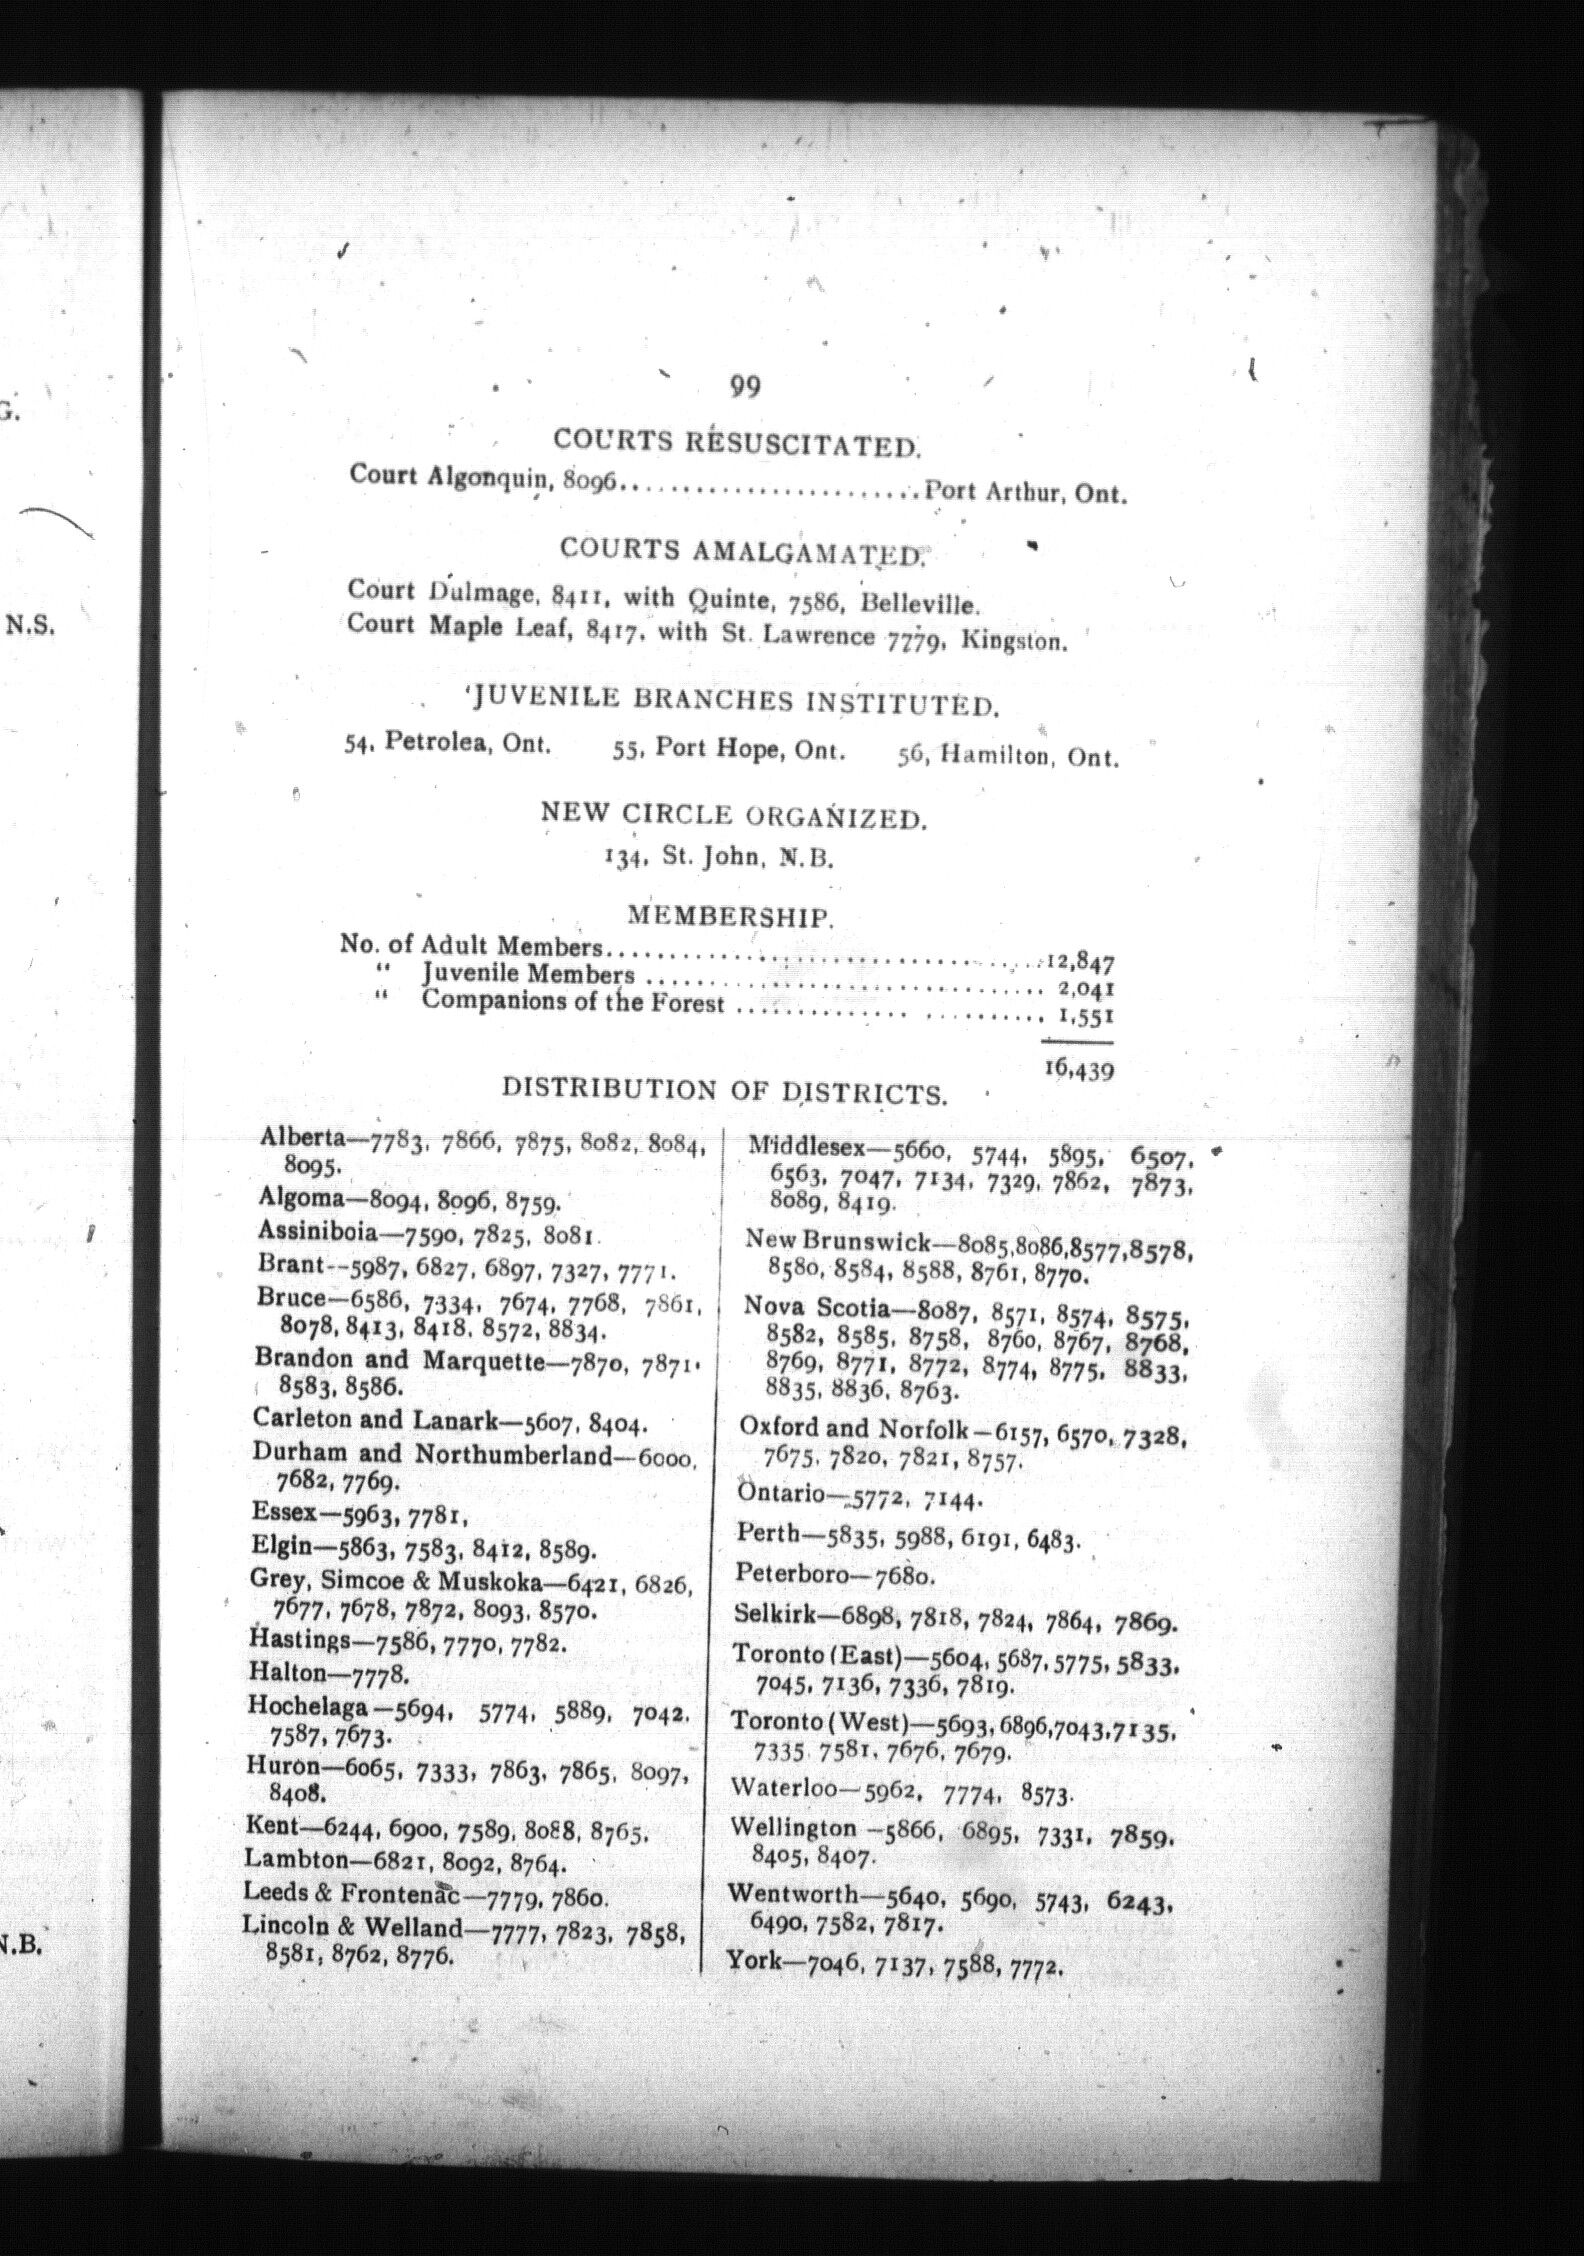 G.
N.S.
N.B.
99
COURTS RESUSCITATED.
Court Algonquin, 8096........................Port Arthur, Ont.
COURTS AMALGAMATED.
Court Dulmage, 8411, with Quinte, 7586, Belleville.
Court Maple Leaf, 8417, with St. Lawrence 7779, Kingston.
JUVENILE BRANCHES INSTITUTED.
54, Petrolea, Ont. 55, Port Hope, Ont. 56, Hamilton, Ont.
NEW CIRCLE ORGANIZED.
134, St. John, N.B.
MEMBERSHIP.
No. of Adult Members...................................12,847
" Juvenile Members ................................ 2,041
" Companions of the Forest ......................... 1,551
16,439
DISTRIBUTION OF DISTRICTS.
Alberta—7783, 7866, 7875, 8082, 8084,
8095.
Algoma—8094, 8096, 8759.
Assiniboia—7590, 7825, 8081.
Brant--5987, 6827, 6897, 7327, 7771.
Bruce—6586, 7334, 7674, 7768, 7861,
8078, 8413, 8418, 8572, 8834.
Brandon and Marquette—7870, 7871,
8583, 8586.
Carleton and Lanark—5607, 8404.
Durham and Northumberland—6000,
7682, 7769.
Essex—5963, 7781,
Elgin—5863, 7583, 8412, 8589.
Grey, Simcoe & Muskoka—6421, 6826,
7677, 7678, 7872, 8093, 8570.
Hastings—7586, 7770, 7782.
Halton—7778.
Hochelaga—5694, 5774, 5889, 7042,
7587, 7673.
Huron—6065, 7333, 7863, 7865, 8097,
8408.
Kent—6244, 6900, 7589, 8088, 8765.
Lambton—6821, 8092, 8764.
Leeds & Frontenac—7779, 7860.
Lincoln & Welland—7777, 7823, 7858,
8581, 8762, 8776.
Middlesex—5660, 5744, 5895, 6507,
6563, 7047, 7134, 7329, 7862, 7873,
8089, 8419.
New Brunswick—8085,8086,8577,8578,
8580, 8584, 8588, 8761, 8770.
Nova Scotia—8087, 8571, 8574, 8575,
8582, 8585, 8758, 8760, 8767, 8768,
8769, 8771, 8772, 8774, 8775, 8833,
8835, 8836, 8763.
Oxford and Norfolk—6157, 6570, 7328,
7675, 7820, 7821, 8757.
Ontario—5772, 7144.
Perth—5835, 5988, 6191, 6483.
Peterboro—7680.
Selkirk—6898, 7818, 7824, 7864, 7869.
Toronto (East)—5604, 5687, 5775, 5833,
7045, 7136, 7336, 7819.
Toronto (West)—5693, 6896,7043,7135,
7335 7581, 7676, 7679.
Waterloo—5962, 7774, 8573.
Wellington—5866, 6895, 7331, 7859,
8405, 8407.
Wentworth—5640, 5690, 5743, 6243,
6490, 7582, 7817.
York—7046, 7137, 7588, 7772.